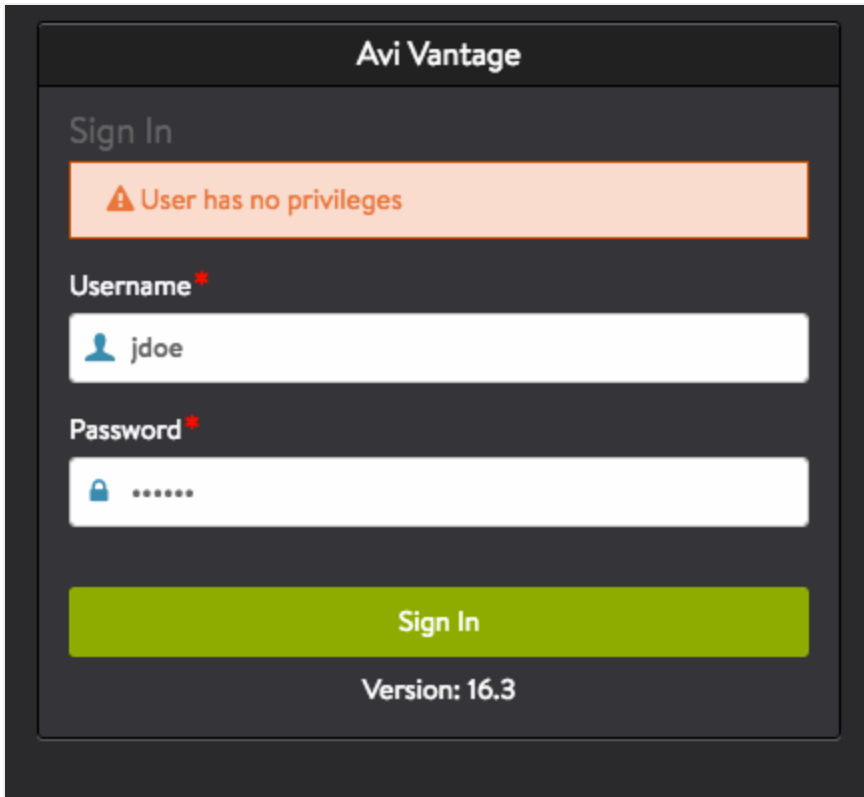 Avi Vantage
Sign In
User has no privileges
Username*
jdoe
Password*
••••••
Sign In
Version: 16.3